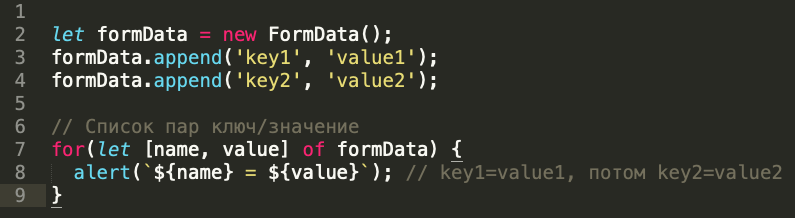 1
2 let formData = new FormData();
3 formData.append('key1', 'value1');
4 formData.append('key2', 'value2');
5
6 // Список пар ключ/значение
7 for(let [name, value] of formData) {
8   alert(`${name} = ${value}`); // key1=value1, потом key2=value2
9 }